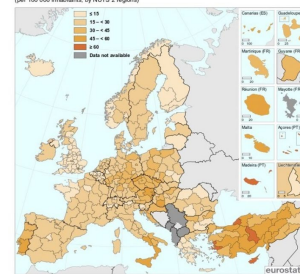 (per 100 000 inhabitants, by NUTS 2 regions)
≤ 15
15 – < 30
30 – < 45
45 – < 60
≥ 60
Data not available
Canarias (ES)
Guadeloupe
Martinique (FR)
Guyane (FR)
Réunion (FR)
Mayotte (FR)
Malta
Açores (PT)
Madeira (PT)
Liechtenstein
eurostat